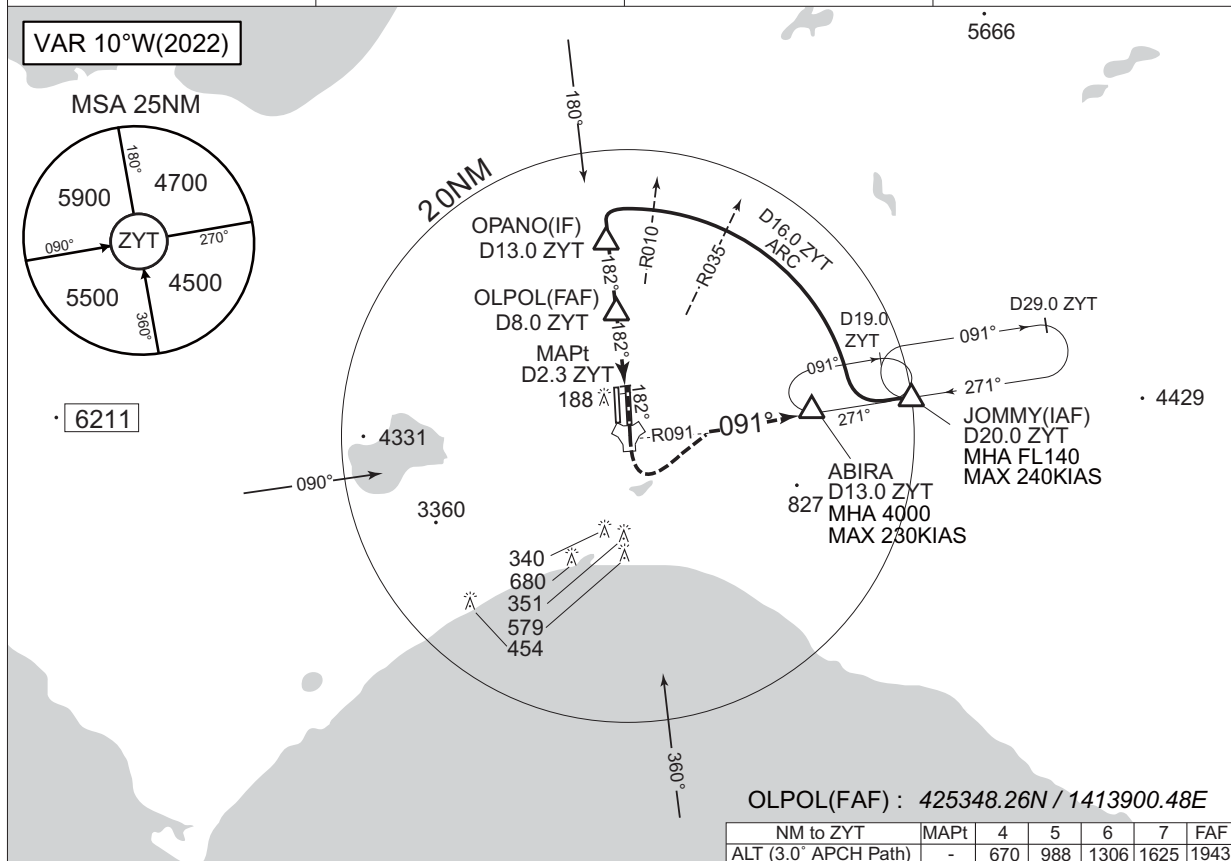 VAR 10°W(2022)
MSA 25NM
5900
180°
4700
090°
ZYT
270°
5500
4500
360°
6211
5666
180°
20NM
OPANO(IF)
D13.0 ZYT
R010
R035
D16.0 ZYT
ARC
182°
OLPOL(FAF)
D8.0 ZYT
182°
MAPt
D2.3 ZYT
188
182°
D19.0
ZYT
D29.0 ZYT
091°
091°
271°
271°
R091
091°
4429
JOMMY(IAF)
D20.0 ZYT
MHA FL140
MAX 240KIAS
ABIRA
D13.0 ZYT
MHA 4000
MAX 230KIAS
827
4331
090°
3360
340
680
351
579
454
360°
OLPOL(FAF) : 425348.26N / 1413900.48E
NM to ZYT MAPt 4 5 6 7 FAF
ALT (3.0° APCH Path) - 670 988 1306 1625 1943